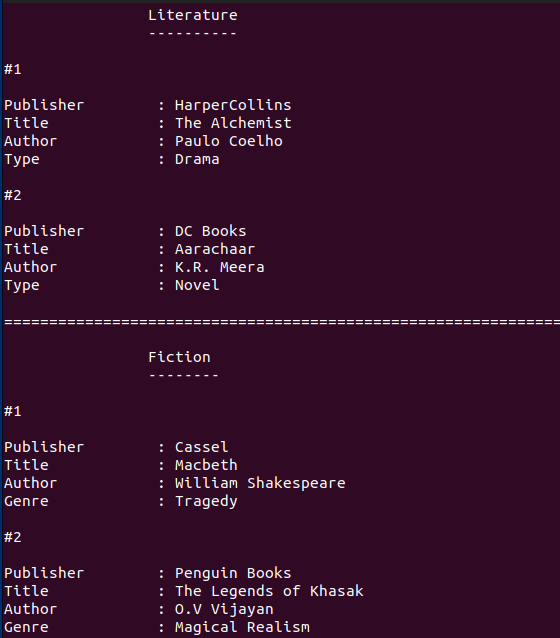 Literature
----------
#1
Publisher : HarperCollins
Title : The Alchemist
Author : Paulo Coelho
Type : Drama
#2
Publisher : DC Books
Title : Aarachaar
Author : K.R. Meera
Type : Novel
==============================================================
Fiction
--------
#1
Publisher : Cassel
Title : Macbeth
Author : William Shakespeare
Genre : Tragedy
#2
Publisher : Penguin Books
Title : The Legends of Khasak
Author : O.V Vijayan
Genre : Magical Realism